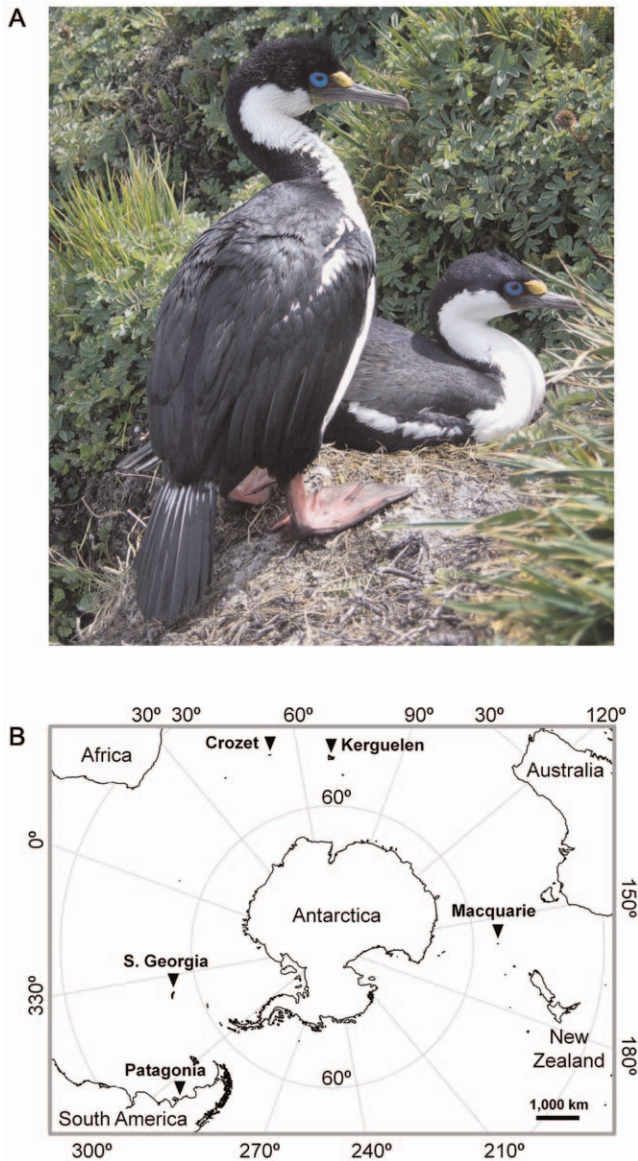 A
B
30º 30º 60º 90º 30º 120º
Africa
Crozet
Kerguelen
Australia
60º
0º
150º
Antarctica
Macquarie
S. Georgia
330º
New
Zealand
180º
Patagonia
60º
South America
1,000 km
300º 270º 240º 210º